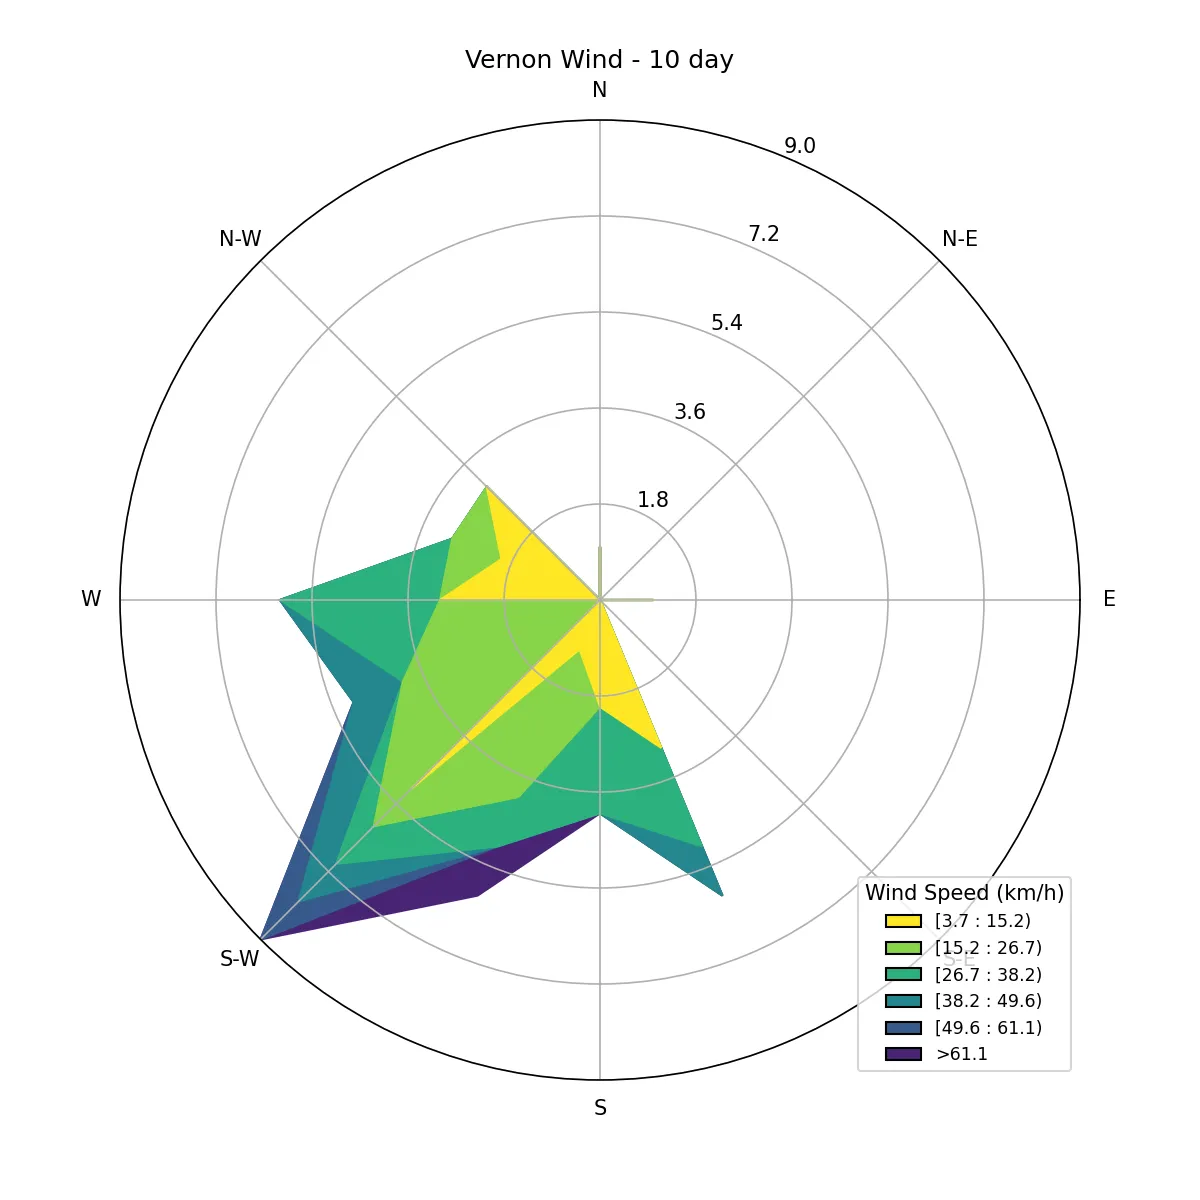 Vernon Wind - 10 day
N
9.0
N-W
N-E
7.2
5.4
3.6
1.8
W
E
Wind Speed (km/h)
[3.7 : 15.2)
[15.2 : 26.7)
S-W
S-E
[26.7 : 38.2)
[38.2 : 49.6)
[49.6 : 61.1)
>61.1
S